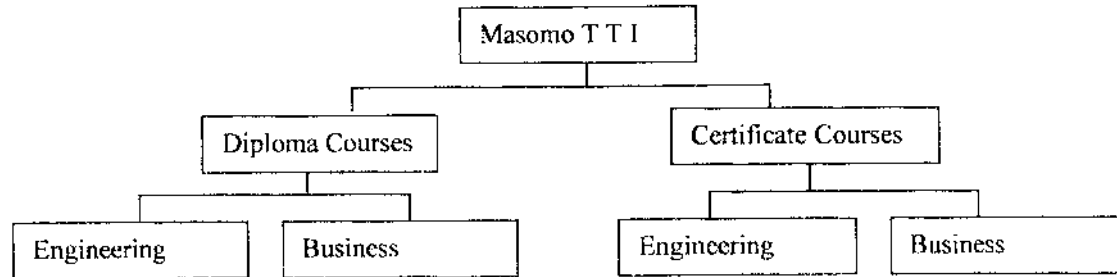 Masomo T T I
Diploma Courses
Certificate Courses
Engineering
Business
Engineering
Business